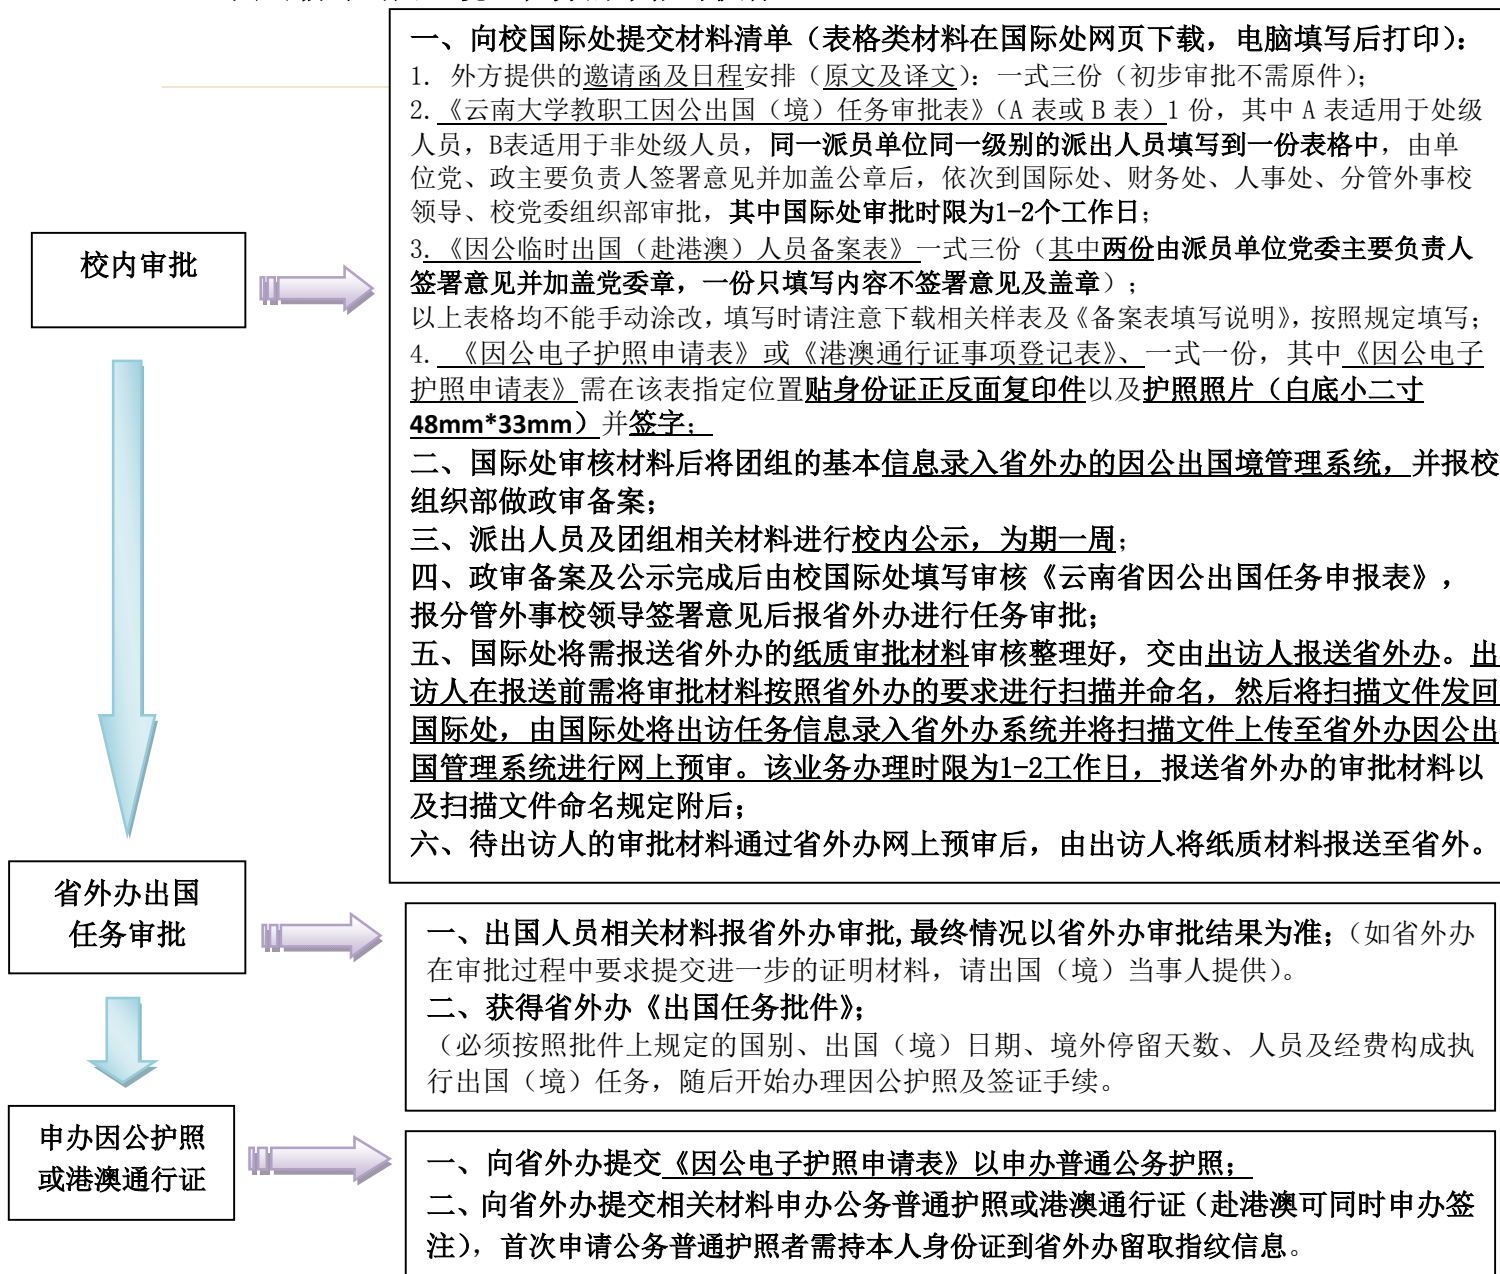 一、向校国际处提交材料清单（表格类材料在国际处网页下载，电脑填写后打印）：
1. 外方提供的邀请函及日程安排（原文及译文）：一式三份（初步审批不需原件）；
2.《云南大学教职工因公出国（境）任务审批表》（A 表或 B 表）1 份，其中 A 表适用于处级
人员，B表适用于非处级人员，同一派员单位同一级别的派出人员填写到一份表格中，由单
位党、政主要负责人签署意见并加盖公章后，依次到国际处、财务处、人事处、分管外事校
领导、校党委组织部审批，其中国际处审批时限为1-2个工作日；
3.《因公临时出国（赴港澳）人员备案表》一式三份（其中两份由派员单位党委主要负责人
签署意见并加盖党委章，一份只填写内容不签署意见及盖章）；
以上表格均不能手动涂改，填写时请注意下载相关样表及《备案表填写说明》，按照规定填写；
4. 《因公电子护照申请表》或《港澳通行证事项登记表》、一式一份，其中《因公电子
护照申请表》需在该表指定位置贴身份证正反面复印件以及护照照片（白底小二寸
48mm*33mm）并签字；
二、国际处审核材料后将团组的基本信息录入省外办的因公出国境管理系统，并报校
组织部做政审备案；
三、派出人员及团组相关材料进行校内公示，为期一周；
四、政审备案及公示完成后由校国际处填写审核《云南省因公出国任务申报表》，
报分管外事校领导签署意见后报省外办进行任务审批；
五、国际处将需报送省外办的纸质审批材料审核整理好，交由出访人报送省外办。出
访人在报送前需将审批材料按照省外办的要求进行扫描并命名，然后将扫描文件发回
国际处，由国际处将出访任务信息录入省外办系统并将扫描文件上传至省外办因公出
国管理系统进行网上预审。该业务办理时限为1-2工作日，报送省外办的审批材料以
及扫描文件命名规定附后；
六、待出访人的审批材料通过省外办网上预审后，由出访人将纸质材料报送至省外。
校内审批
省外办出国
任务审批
一、出国人员相关材料报省外办审批,最终情况以省外办审批结果为准；（如省外办
在审批过程中要求提交进一步的证明材料，请出国（境）当事人提供）。
二、获得省外办《出国任务批件》；
（必须按照批件上规定的国别、出国（境）日期、境外停留天数、人员及经费构成执
行出国（境）任务，随后开始办理因公护照及签证手续。
申办因公护照
或港澳通行证
一、向省外办提交《因公电子护照申请表》以申办普通公务护照；
二、向省外办提交相关材料申办公务普通护照或港澳通行证（赴港澳可同时申办签
注），首次申请公务普通护照者需持本人身份证到省外办留取指纹信息。